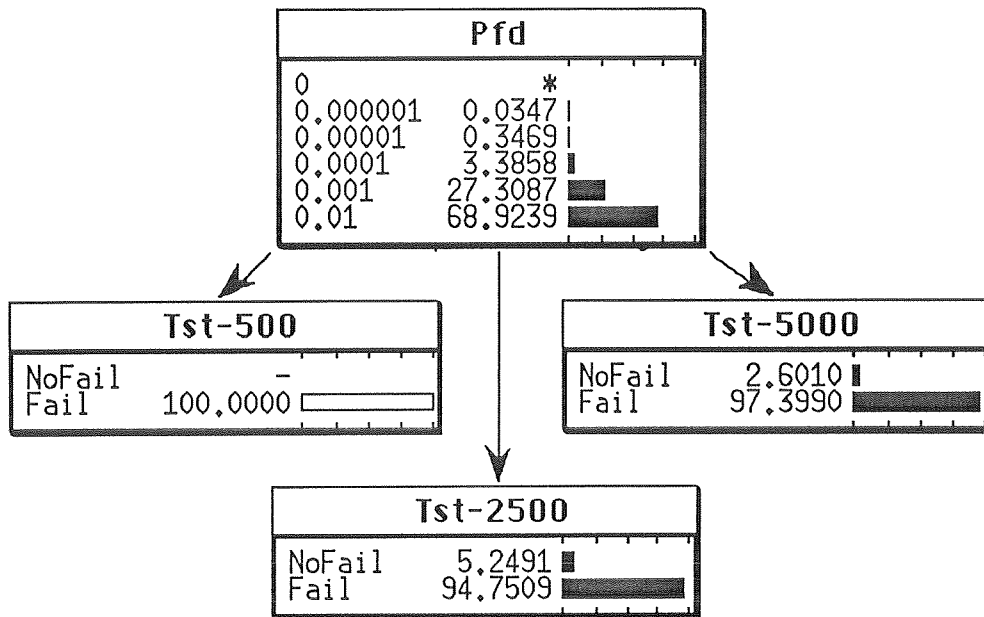 Pfd
0 *
0.000001 0.0347
0.00001 0.3469
0.0001 3.3858
0.001 27.3087
0.01 68.9239
Tst-500
NoFail -
Fail 100.0000
Tst-5000
NoFail 2.6010
Fail 97.3990
Tst-2500
NoFail 5.2491
Fail 94.7509